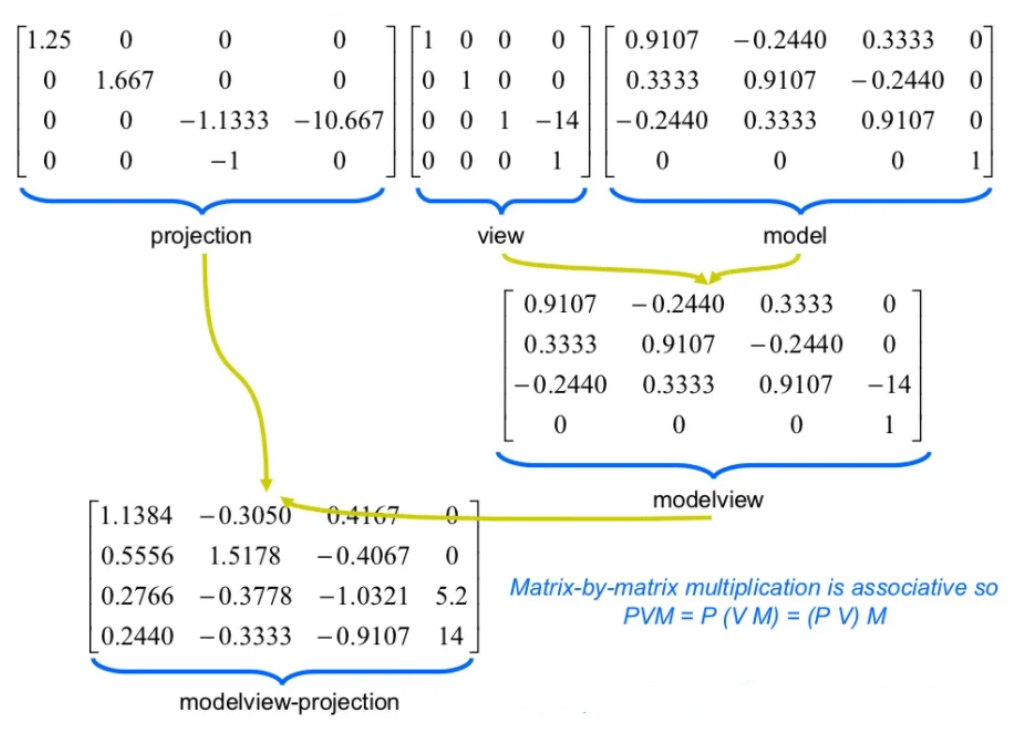 1.25 0 0 0 1 0 0 0 0.9107 −0.2440 0.3333 0
0 1.667 0 0 0 1 0 0 0.3333 0.9107 −0.2440 0
0 0 −1.1333 −10.667 0 0 1 −14 −0.2440 0.3333 0.9107 0
0 0 −1 0 0 0 0 1 0 0 0 1
projection view model
0.9107 −0.2440 0.3333 0
0.3333 0.9107 −0.2440 0
−0.2440 0.3333 0.9107 −14
0 0 0 1
modelview
1.1384 −0.3050 0.4167 0
0.5556 1.5178 −0.4067 0
0.2766 −0.3778 −1.0321 5.2
0.2440 −0.3333 −0.9107 14
modelview-projection
Matrix-by-matrix multiplication is associative so
PVM = P (V M) = (P V) M